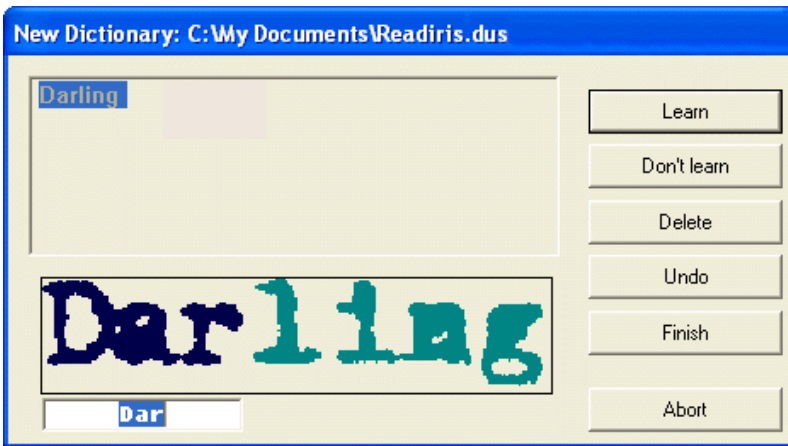 New Dictionary: C:\My Documents\Readiris.dus
Darling
Learn
Don't learn
Delete
Undo
Finish
Abort
Darling
Dar